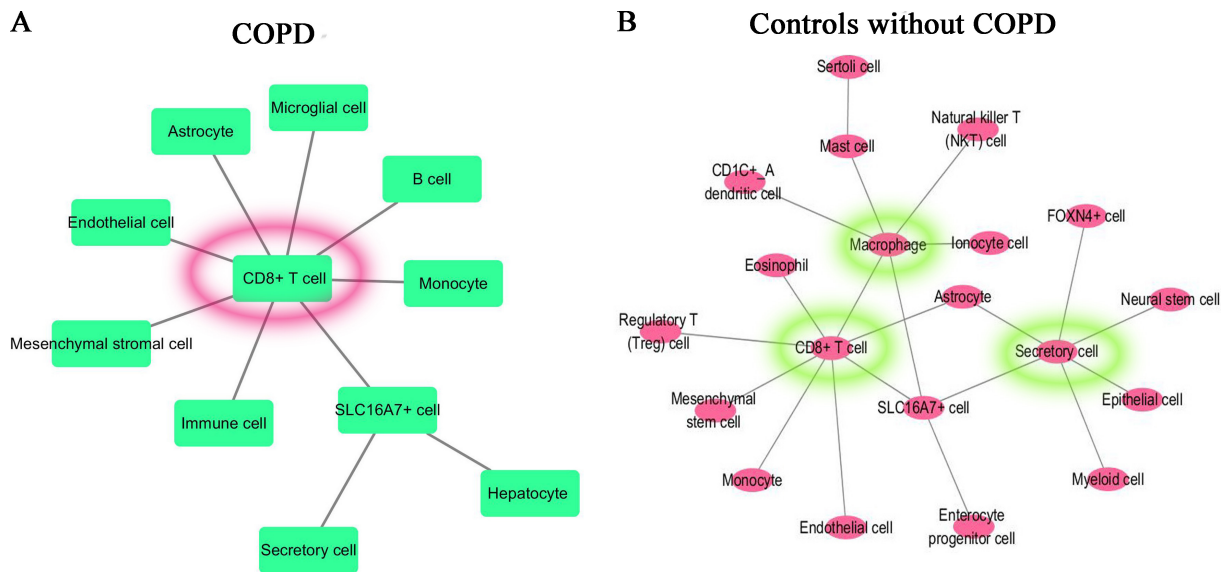 A
COPD
Microglial cell
Astrocyte
B cell
Endothelial cell
CD8+ T cell
Monocyte
Mesenchymal stromal cell
SLC16A7+ cell
Immune cell
Hepatocyte
Secretory cell
B
Controls without COPD
Sertoli cell
Natural killer T
(NKT) cell
Mast cell
CD1C+_A
dendritic cell
FOXN4+ cell
Macrophage
Ionocyte cell
Eosinophil
Astrocyte
Neural stem cell
Regulatory T
(Treg) cell
CD8+ T cell
Secretory cell
Mesenchymal
stem cell
SLC16A7+ cell
Epithelial cell
Monocyte
Myeloid cell
Endothelial cell
Enterocyte
progenitor cell